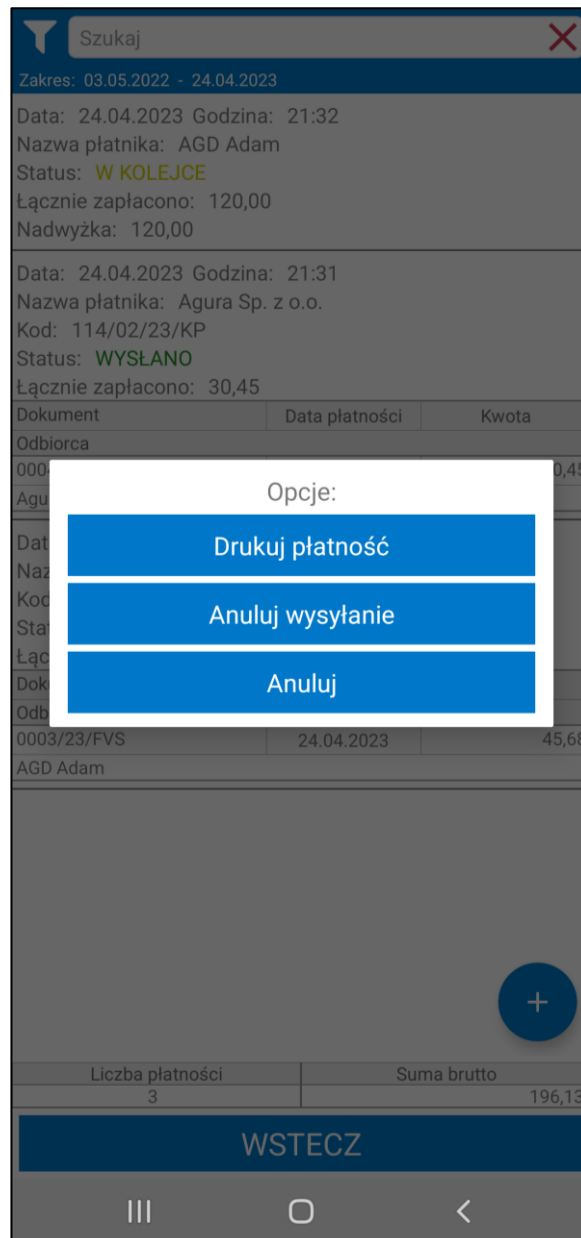 Szukaj
Zakres: 03.05.2022 - 24.04.2023
Data: 24.04.2023 Godzina: 21:32
Nazwa płatnika: AGD Adam
Status: W KOLEJCE
Łącznie zapłacono: 120,00
Nadwyżka: 120,00
Data: 24.04.2023 Godzina: 21:31
Nazwa płatnika: Agura Sp. z o.o.
Kod: 114/02/23/KP
Status: WYSŁANO
Łącznie zapłacono: 30,45
Dokument Data płatności Kwota
Odbiorca
Opcje:
Drukuj płatność
Anuluj wysyłanie
Anuluj
0003/23/FVS 24.04.2023 45,68
AGD Adam
+
Liczba płatności Suma brutto
3 196,13
WSTECZ